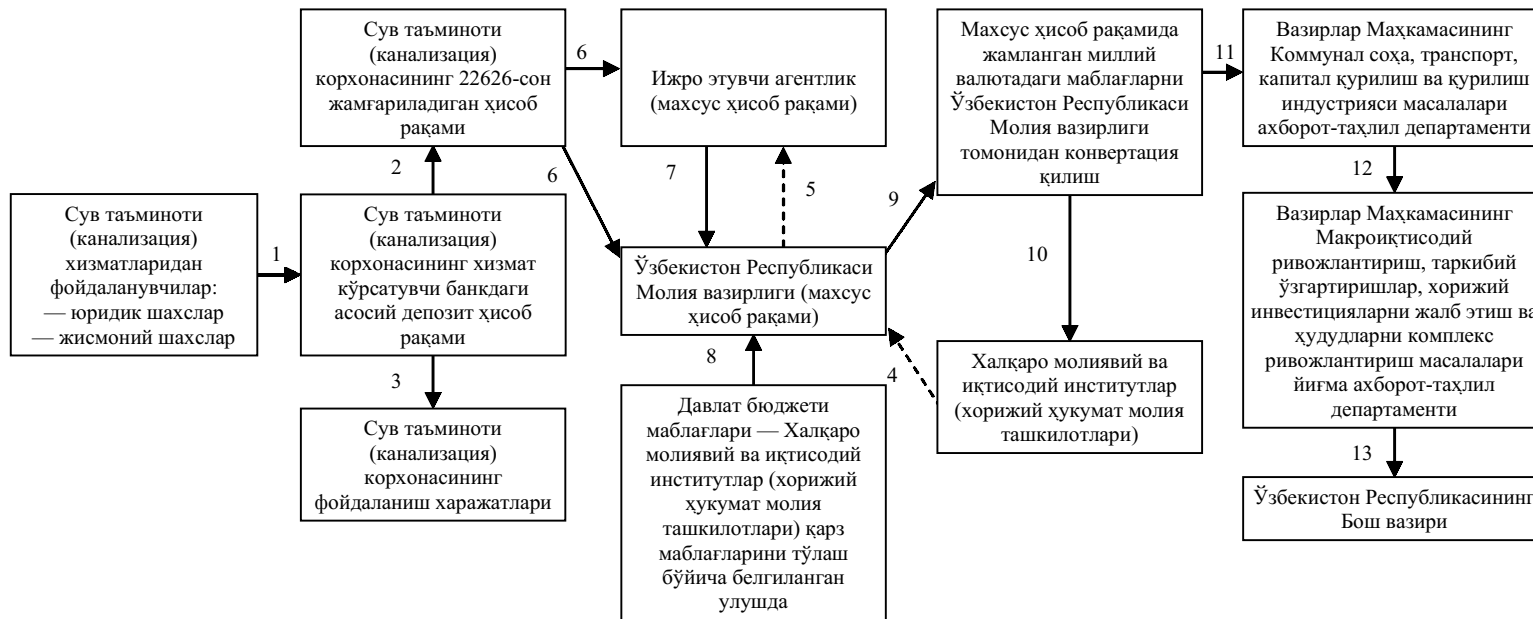 Сув таъминоти
(канализация)
хизматларидан
фойдаланувчилар:
— юридик шахслар
— жисмоний шахслар
1
Сув таъминоти
(канализация)
корхонасининг 22626-сон
жамғариладиган ҳисоб
рақами
2
Сув таъминоти
(канализация)
корхонасининг хизмат
кўрсатувчи банкдаги
асосий депозит ҳисоб
рақами
3
Сув таъминоти
(канализация)
корхонасининг
фойдаланиш харажатлари
6
6
Ижро этувчи агентлик
(махсус ҳисоб рақами)
7
5
Ўзбекистон Республикаси
Молия вазирлиги (махсус
ҳисоб рақами)
8
Давлат бюджети
маблағлари — Халқаро
молиявий ва иқтисодий
институтлар (хорижий
ҳукумат молия
ташкилотлари) қарз
маблағларини тўлаш
бўйича белгиланган
улушда
9
4
Махсус ҳисоб рақамида
жамланган миллий
валютадаги маблағларни
Ўзбекистон Республикаси
Молия вазирлиги
томонидан конвертация
қилиш
10
Халқаро молиявий ва
иқтисодий институтлар
(хорижий ҳукумат молия
ташкилотлари)
11
Вазирлар Маҳкамасининг
Коммунал соҳа, транспорт,
капитал қурилиш ва қурилиш
индустрияси масалалари
ахборот-таҳлил департаменти
12
Вазирлар Маҳкамасининг
Макроиқтисодий
ривожлантириш, таркибий
ўзгартиришлар, хорижий
инвестицияларни жалб этиш ва
ҳудудларни комплекс
ривожлантириш масалалари
йиғма ахборот-таҳлил
департаменти
13
Ўзбекистон Республикасининг
Бош вазири